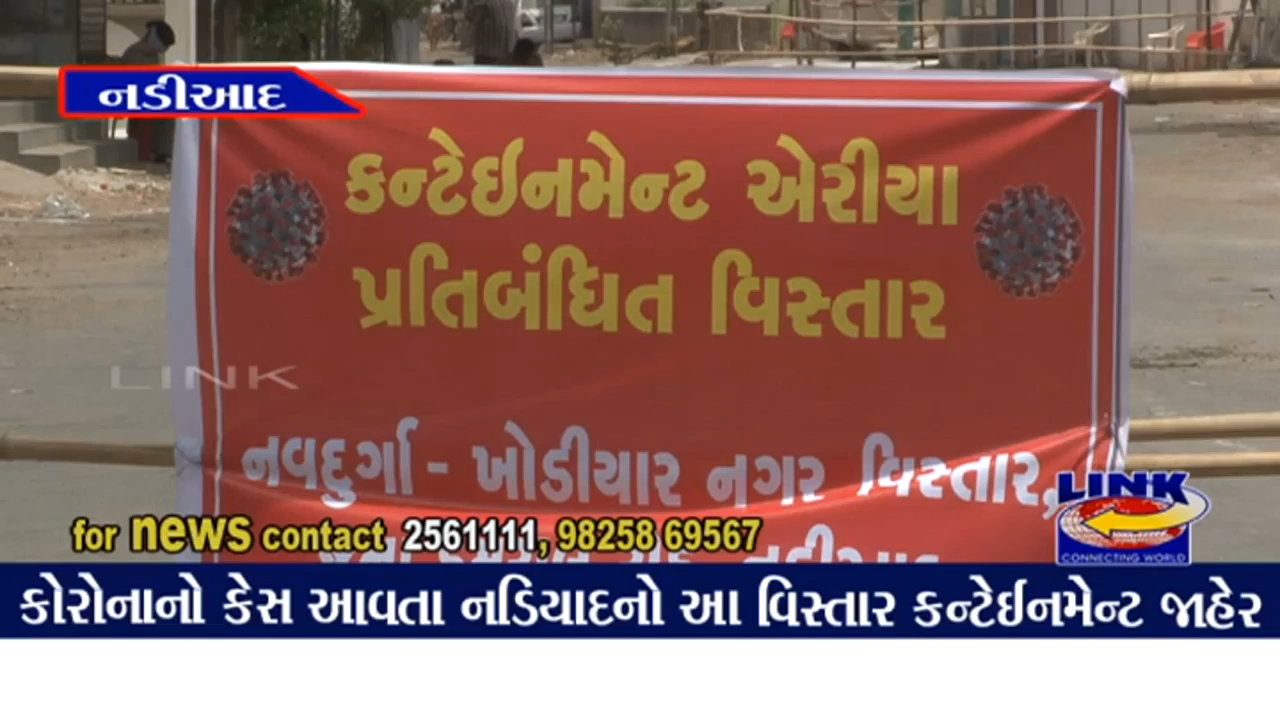 નડીઆદ
કન્ટેઇનમેન્ટ એરીયા
પ્રતિબંધિત વિસ્તાર
LINK
નવદુર્ગા - ખોડીયાર નગર વિસ્તાર,
LINK
CONNECTING WORLD
for news contact 2561111, 98258 69567
કોરોનાનો કેસ આવતા નડિયાદનો આ વિસ્તાર કન્ટેઈનમેન્ટ જાહેર